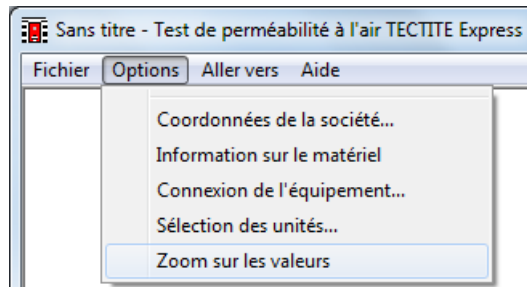 Sans titre - Test de perméabilité à l'air TECTITE Express
Fichier Options Aller vers Aide
Coordonnées de la société...
Information sur le matériel
Connexion de l'équipement...
Sélection des unités...
Zoom sur les valeurs